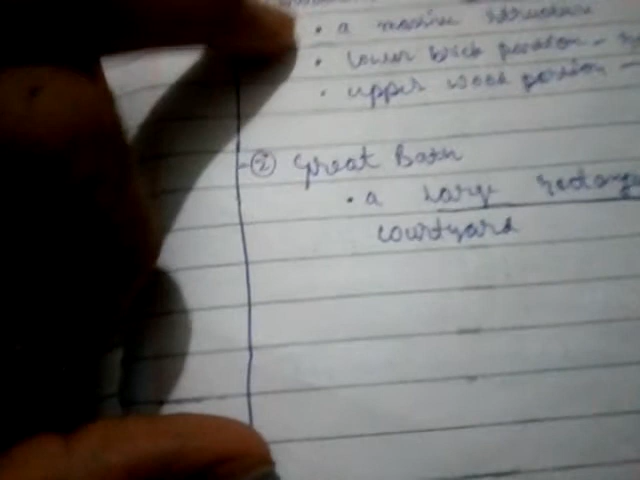 • a massive structure
• lower brick portion -
• upper wood portion -
② Great Bath
• a large rectang
courtyard